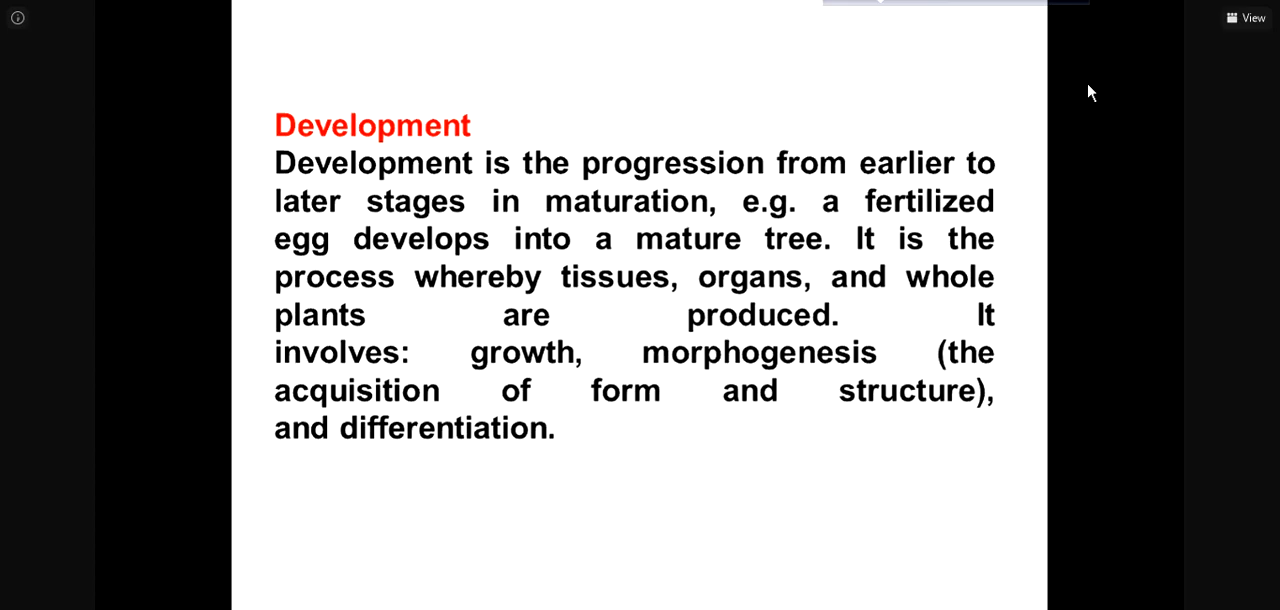 View
Development
Development is the progression from earlier to
later stages in maturation, e.g. a fertilized
egg develops into a mature tree. It is the
process whereby tissues, organs, and whole
plants are produced. It
involves: growth, morphogenesis (the
acquisition of form and structure),
and differentiation.